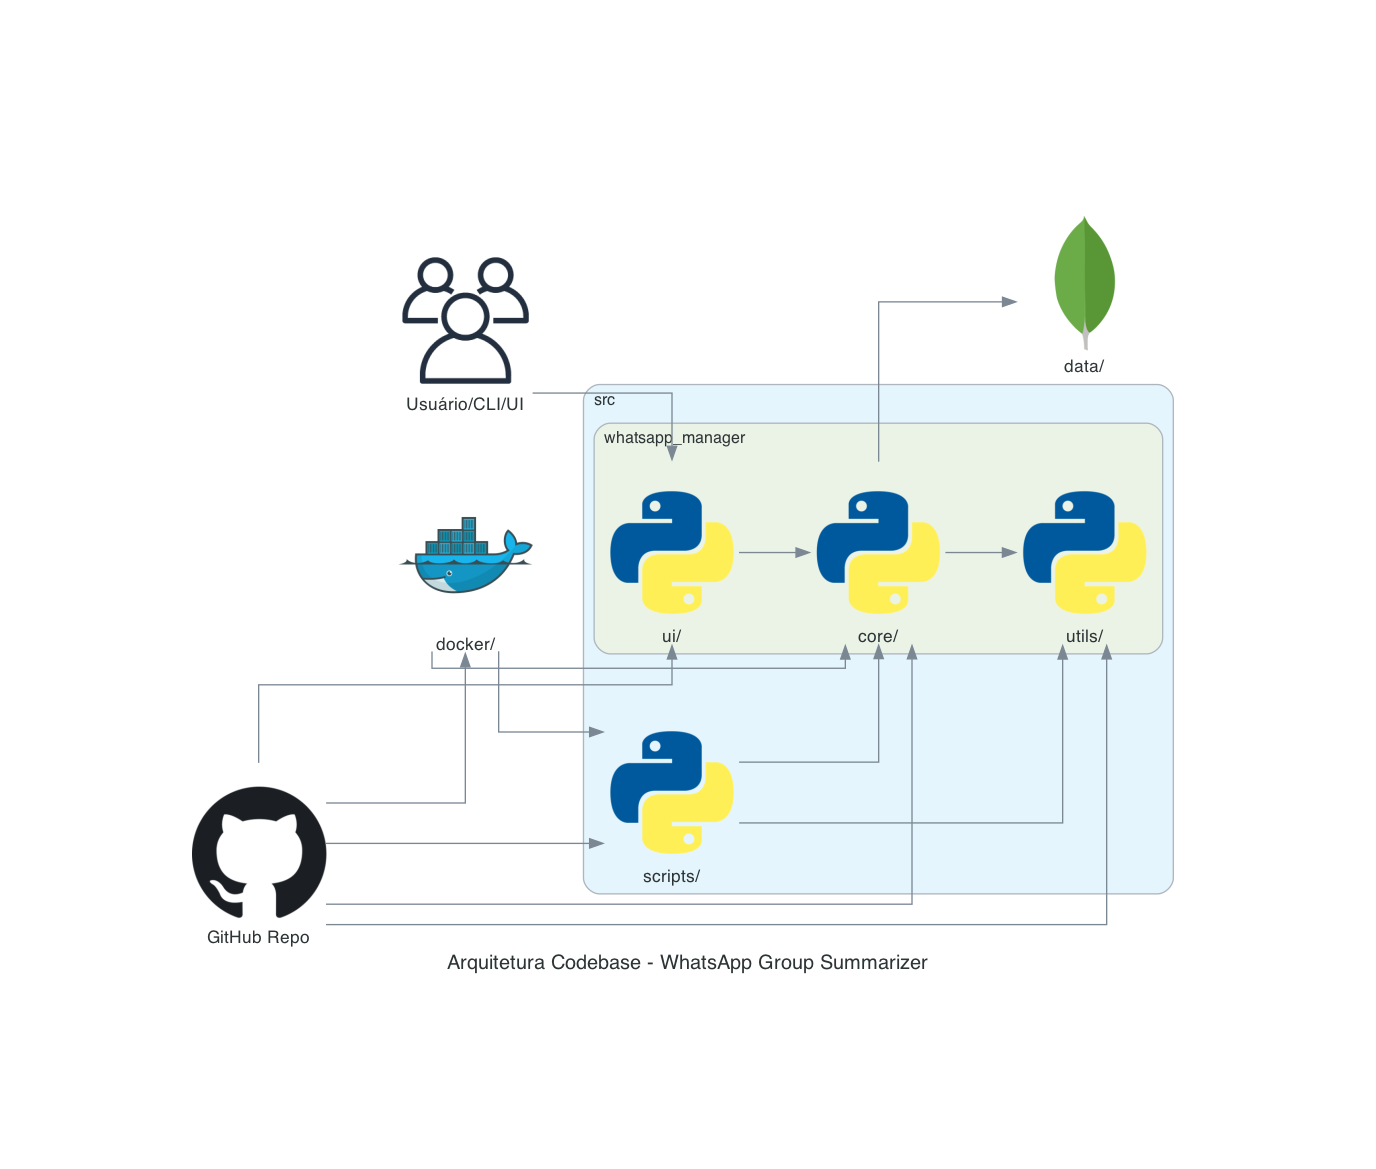 data/
Usuário/CLI/UI
src
whatsapp_manager
ui/
core/
utils/
docker/
scripts/
GitHub Repo
Arquitetura Codebase - WhatsApp Group Summarizer